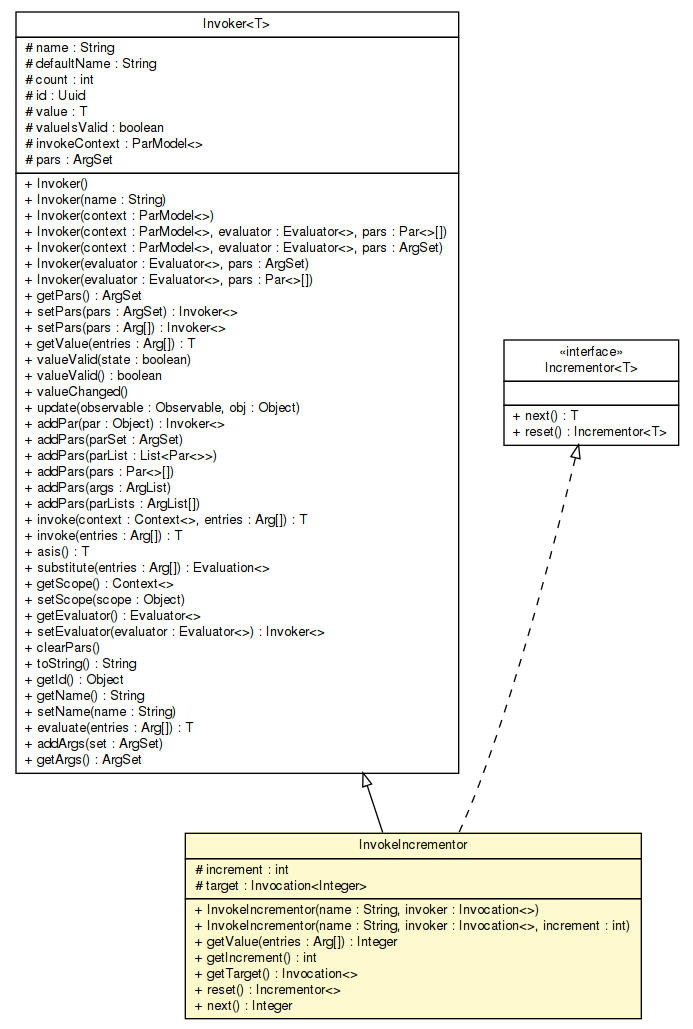 Invoker<T>
# name : String
# defaultName : String
# count : int
# id : Uuid
# value : T
# valueIsValid : boolean
# invokeContext : ParModel<>
# pars : ArgSet
+ Invoker()
+ Invoker(name : String)
+ Invoker(context : ParModel<>)
+ Invoker(context : ParModel<>, evaluator : Evaluator<>, pars : Par<>[])
+ Invoker(context : ParModel<>, evaluator : Evaluator<>, pars : ArgSet)
+ Invoker(evaluator : Evaluator<>, pars : ArgSet)
+ Invoker(evaluator : Evaluator<>, pars : Par<>[])
+ getPars() : ArgSet
+ setPars(pars : ArgSet) : Invoker<>
+ setPars(pars : Arg[]) : Invoker<>
+ getValue(entries : Arg[]) : T
+ valueValid(state : boolean)
+ valueValid() : boolean
+ valueChanged()
+ update(observable : Observable, obj : Object)
+ addPar(par : Object) : Invoker<>
+ addPars(parSet : ArgSet)
+ addPars(parList : List<Par<>>)
+ addPars(pars : Par<>[])
+ addPars(args : ArgList)
+ addPars(parLists : ArgList[])
+ invoke(context : Context<>, entries : Arg[]) : T
+ invoke(entries : Arg[]) : T
+ asis() : T
+ substitute(entries : Arg[]) : Evaluation<>
+ getScope() : Context<>
+ setScope(scope : Object)
+ getEvaluator() : Evaluator<>
+ setEvaluator(evaluator : Evaluator<>) : Invoker<>
+ clearPars()
+ toString() : String
+ getId() : Object
+ getName() : String
+ setName(name : String)
+ evaluate(entries : Arg[]) : T
+ addArgs(set : ArgSet)
+ getArgs() : ArgSet
«interface»
Incrementor<T>
+ next() : T
+ reset() : Incrementor<T>
InvokeIncrementor
# increment : int
# target : Invocation<Integer>
+ InvokeIncrementor(name : String, invoker : Invocation<>)
+ InvokeIncrementor(name : String, invoker : Invocation<>, increment : int)
+ getValue(entries : Arg[]) : Integer
+ getIncrement() : int
+ getTarget() : Invocation<>
+ reset() : Incrementor<>
+ next() : Integer